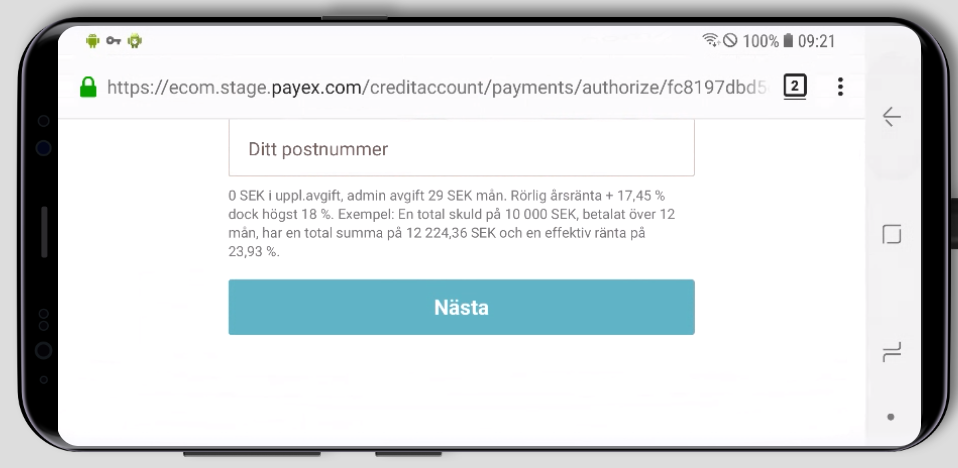 100% 09:21
https://ecom.stage.payex.com/creditaccount/payments/authorize/fc8197dbd5
2
Ditt postnummer
0 SEK i uppl.avgift, admin avgift 29 SEK mån. Rörlig årsränta + 17,45 %
dock högst 18 %. Exempel: En total skuld på 10 000 SEK, betalat över 12
mån, har en total summa på 12 224,36 SEK och en effektiv ränta på
23,93 %.
Nästa